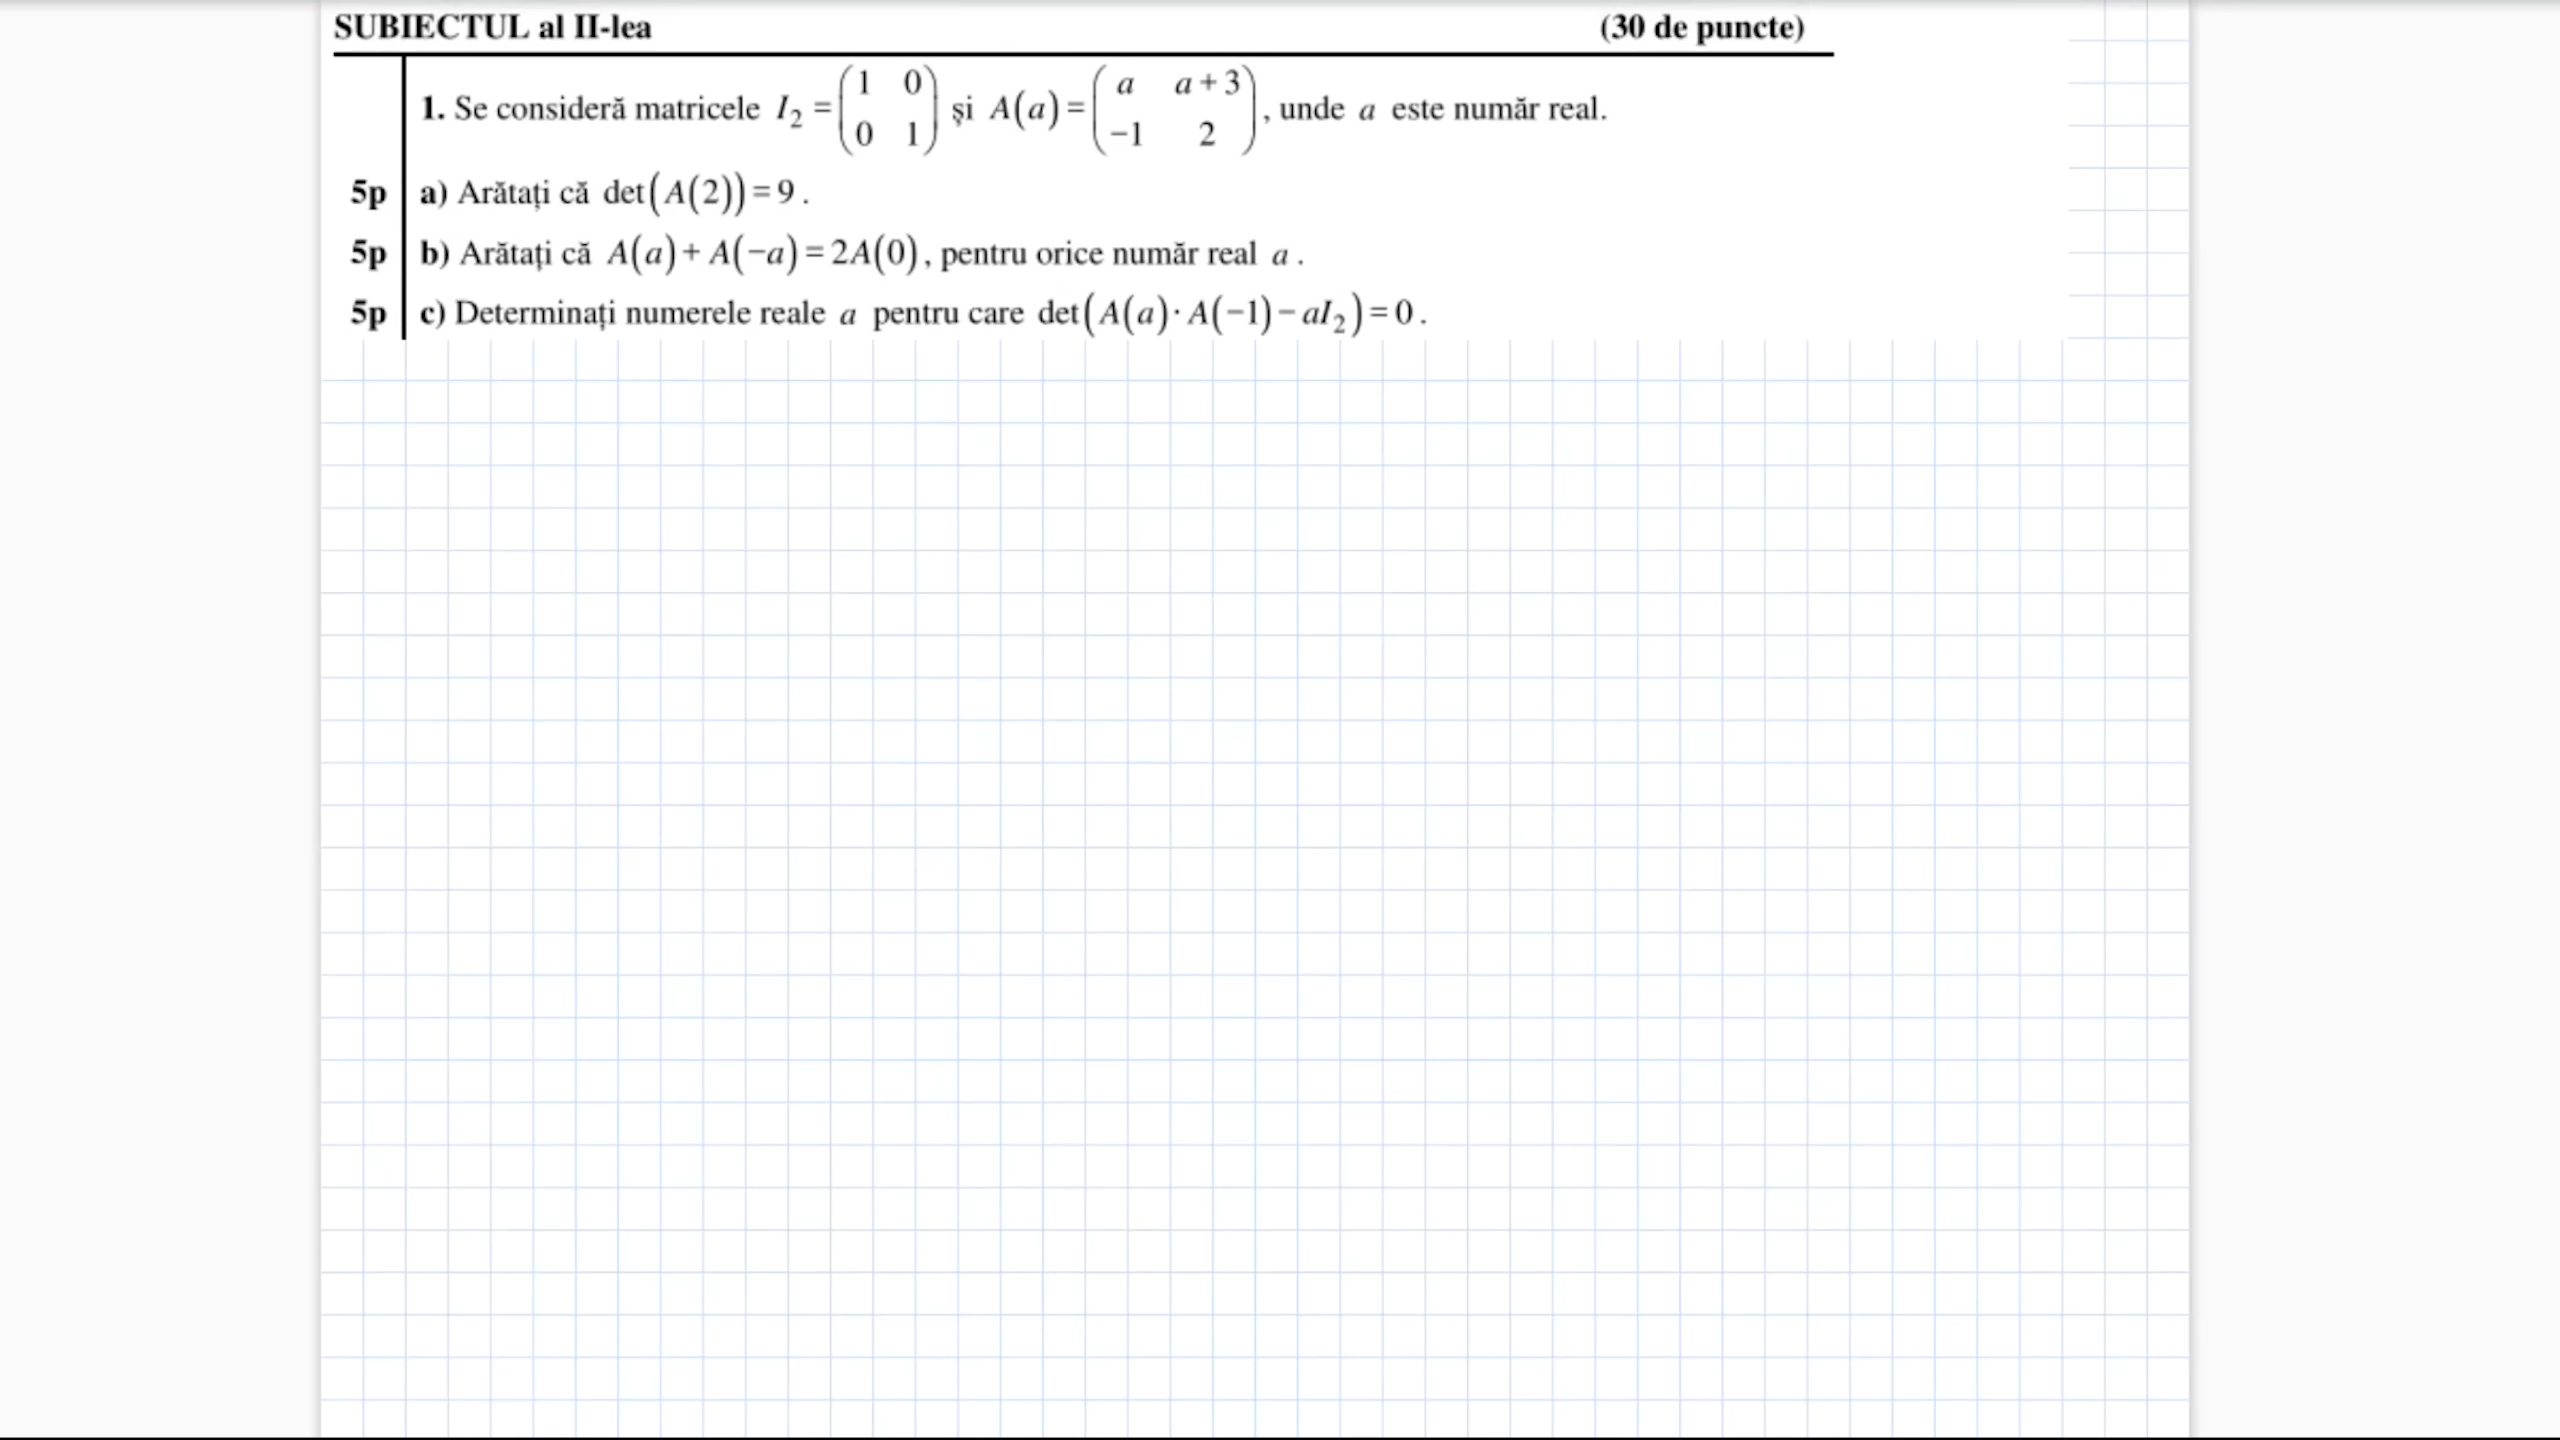 SUBIECTUL al II-lea (30 de puncte)
1. Se consideră matricele I₂ = (1 0; 0 1) și A(a) = (a a+3; −1 2), unde a este număr real.
5p a) Arătați că det(A(2)) = 9.
5p b) Arătați că A(a) + A(−a) = 2A(0), pentru orice număr real a.
5p c) Determinați numerele reale a pentru care det(A(a)·A(−1) − aI₂) = 0.